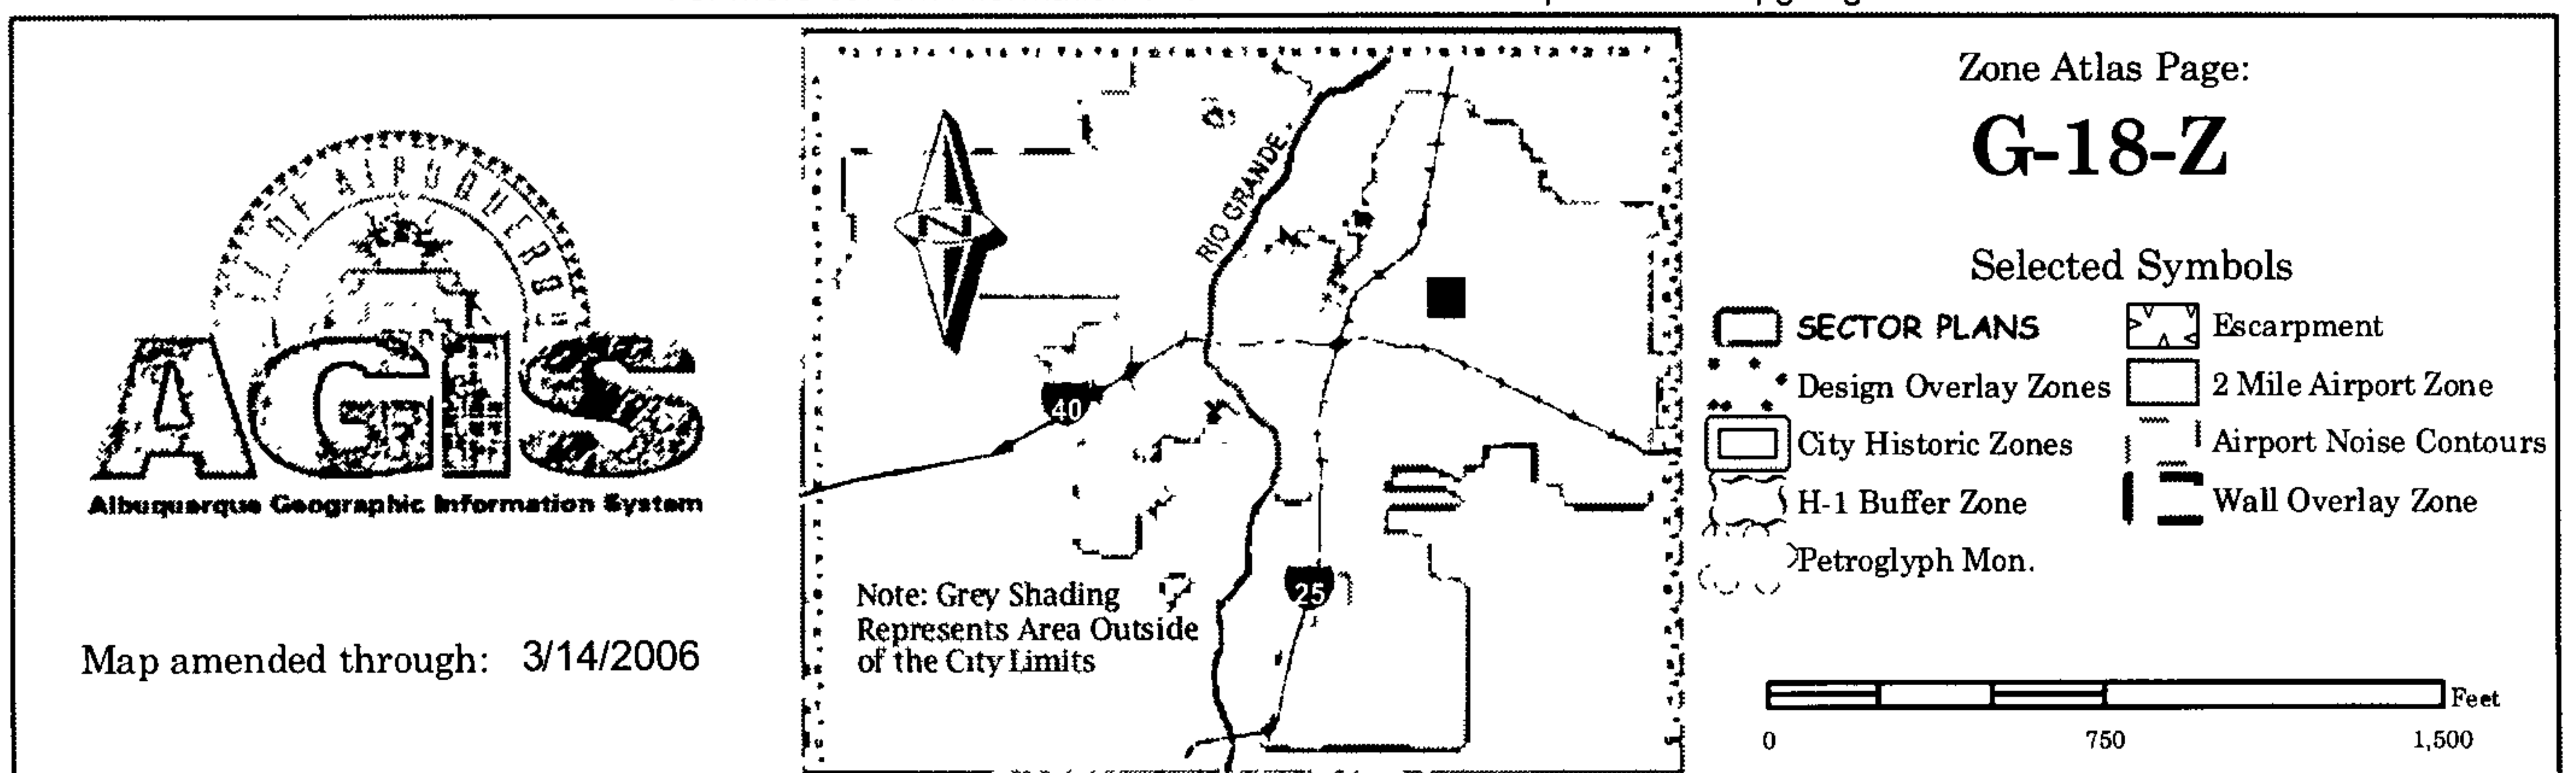 AGIS
Albuquerque Geographic Information System
Map amended through: 3/14/2006
N
RIO GRANDE
40
25
Note: Grey Shading
Represents Area Outside
of the City Limits
Zone Atlas Page:
G-18-Z
Selected Symbols
SECTOR PLANS
Escarpment
Design Overlay Zones
2 Mile Airport Zone
City Historic Zones
Airport Noise Contours
H-1 Buffer Zone
Wall Overlay Zone
Petroglyph Mon.
Feet
0 750 1,500